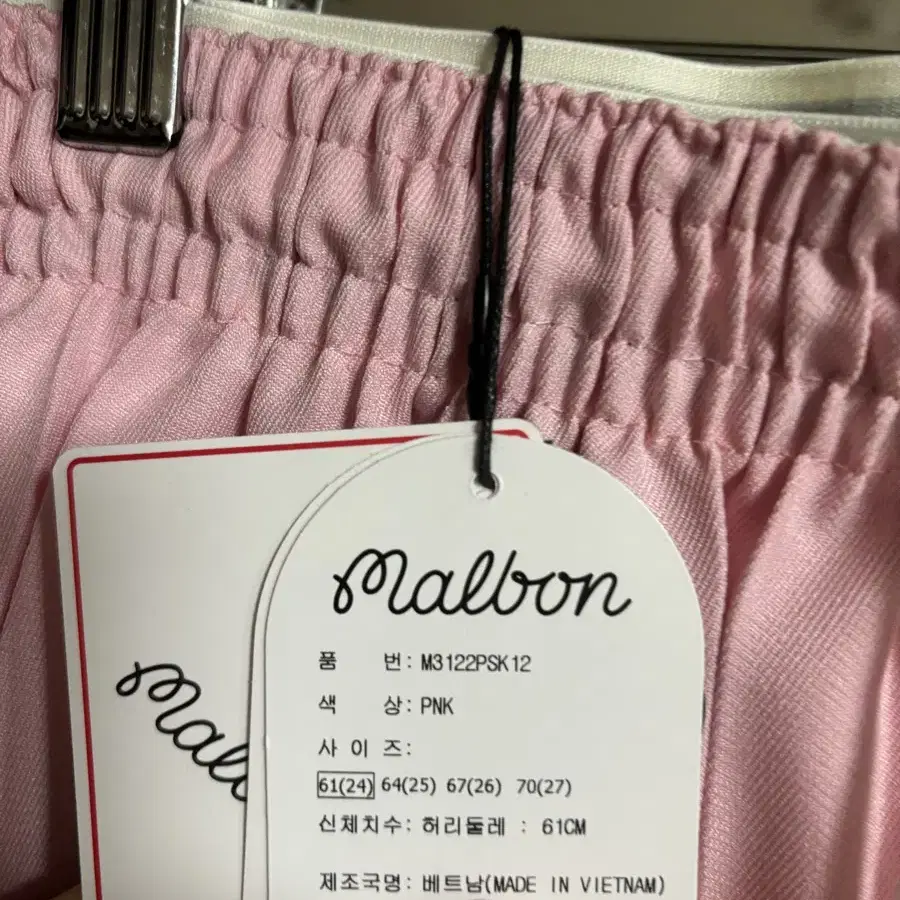 malbon
품 번: M3122PSK12
색 상: PNK
사 이 즈:
61(24) 64(25) 67(26) 70(27)
신체치수: 허리둘레 : 61CM
제조국명: 베트남(MADE IN VIETNAM)